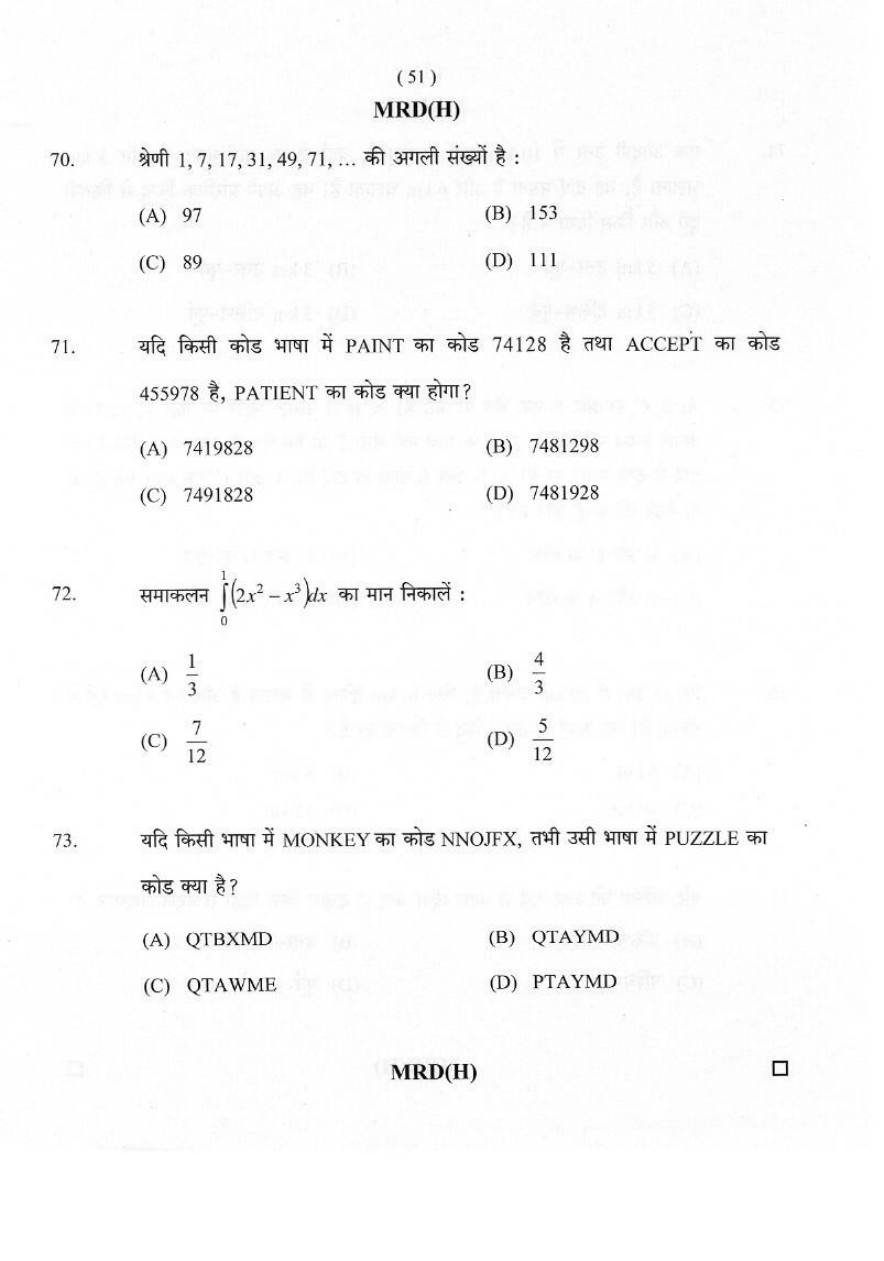 ( 51 )
MRD(H)
70. श्रेणी 1, 7, 17, 31, 49, 71, ... की अगली संख्यों है :
(A) 97 (B) 153
(C) 89 (D) 111
71. यदि किसी कोड भाषा में PAINT का कोड 74128 है तथा ACCEPT का कोड
455978 है, PATIENT का कोड क्या होगा?
(A) 7419828 (B) 7481298
(C) 7491828 (D) 7481928
72. समाकलन ∫₀¹(2x² – x³)dx का मान निकालें :
(A) 1/3 (B) 4/3
(C) 7/12 (D) 5/12
73. यदि किसी भाषा में MONKEY का कोड NNOJFX, तभी उसी भाषा में PUZZLE का
कोड क्या है?
(A) QTBXMD (B) QTAYMD
(C) QTAWME (D) PTAYMD
MRD(H)